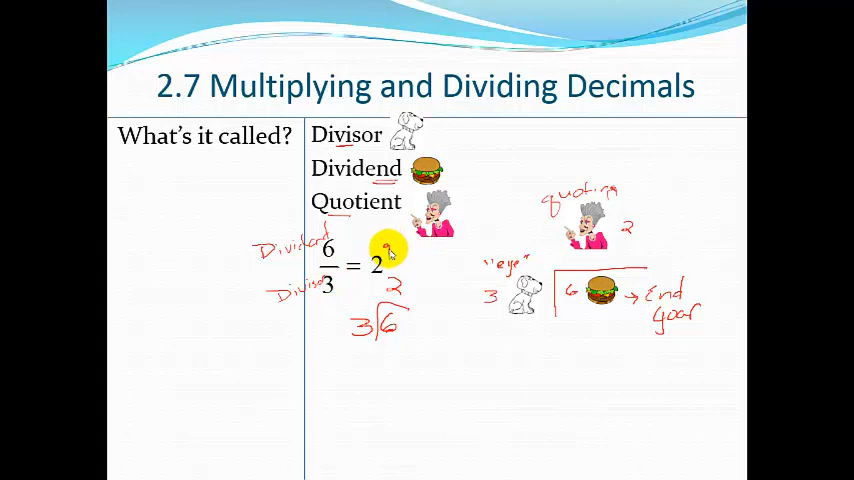 2.7 Multiplying and Dividing Decimals
What's it called?
Divisor
Dividend
Quotient
quoting
2
Dividend
6
3
= 2
Divisor
2
3 6
"eye"
3
6 → End
goal